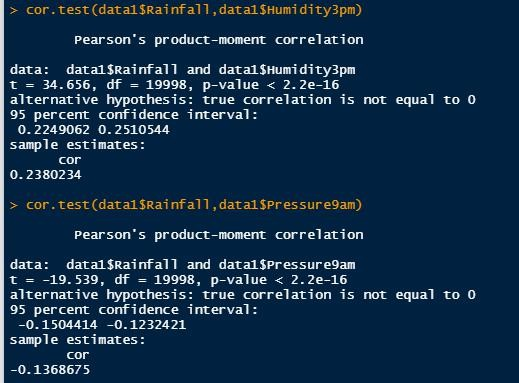 > cor.test(data1$Rainfall,data1$Humidity3pm)
Pearson's product-moment correlation
data: data1$Rainfall and data1$Humidity3pm
t = 34.656, df = 19998, p-value < 2.2e-16
alternative hypothesis: true correlation is not equal to 0
95 percent confidence interval:
0.2249062 0.2510544
sample estimates:
cor
0.2380234
> cor.test(data1$Rainfall,data1$Pressure9am)
Pearson's product-moment correlation
data: data1$Rainfall and data1$Pressure9am
t = -19.539, df = 19998, p-value < 2.2e-16
alternative hypothesis: true correlation is not equal to 0
95 percent confidence interval:
-0.1504414 -0.1232421
sample estimates:
cor
-0.1368675